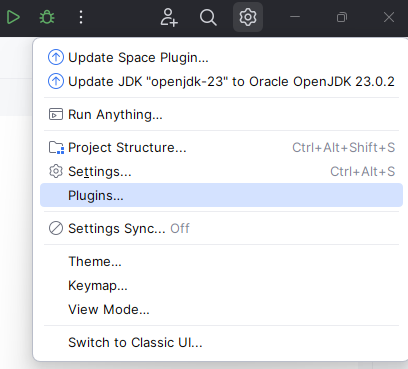 Update Space Plugin...
Update JDK "openjdk-23" to Oracle OpenJDK 23.0.2
Run Anything...
Project Structure... Ctrl+Alt+Shift+S
Settings... Ctrl+Alt+S
Plugins...
Settings Sync... Off
Theme...
Keymap...
View Mode...
Switch to Classic UI...